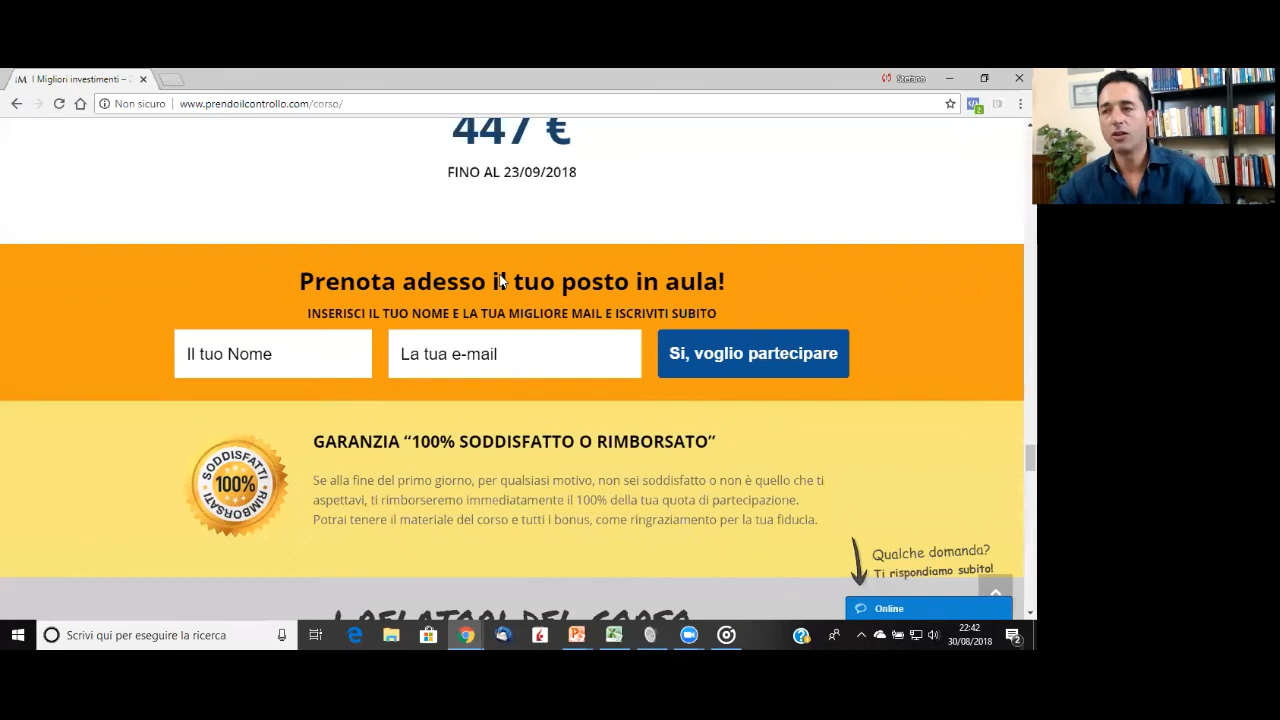 I Migliori investimenti –
Stefano
Non sicuro
www.prendoilcontrollo.com/corso/
447 €
FINO AL 23/09/2018
Prenota adesso il tuo posto in aula!
INSERISCI IL TUO NOME E LA TUA MIGLIORE MAIL E ISCRIVITI SUBITO
Il tuo Nome
La tua e-mail
Si, voglio partecipare
SODDISFATTI
100%
RIMBORSATI
GARANZIA “100% SODDISFATTO O RIMBORSATO”
Se alla fine del primo giorno, per qualsiasi motivo, non sei soddisfatto o non è quello che ti
aspettavi, ti rimborseremo immediatamente il 100% della tua quota di partecipazione.
Potrai tenere il materiale del corso e tutti i bonus, come ringraziamento per la tua fiducia.
Qualche domanda?
Ti rispondiamo subito!
I RELATORI DEL CORSO
Online
Scrivi qui per eseguire la ricerca
22:42
30/08/2018
2